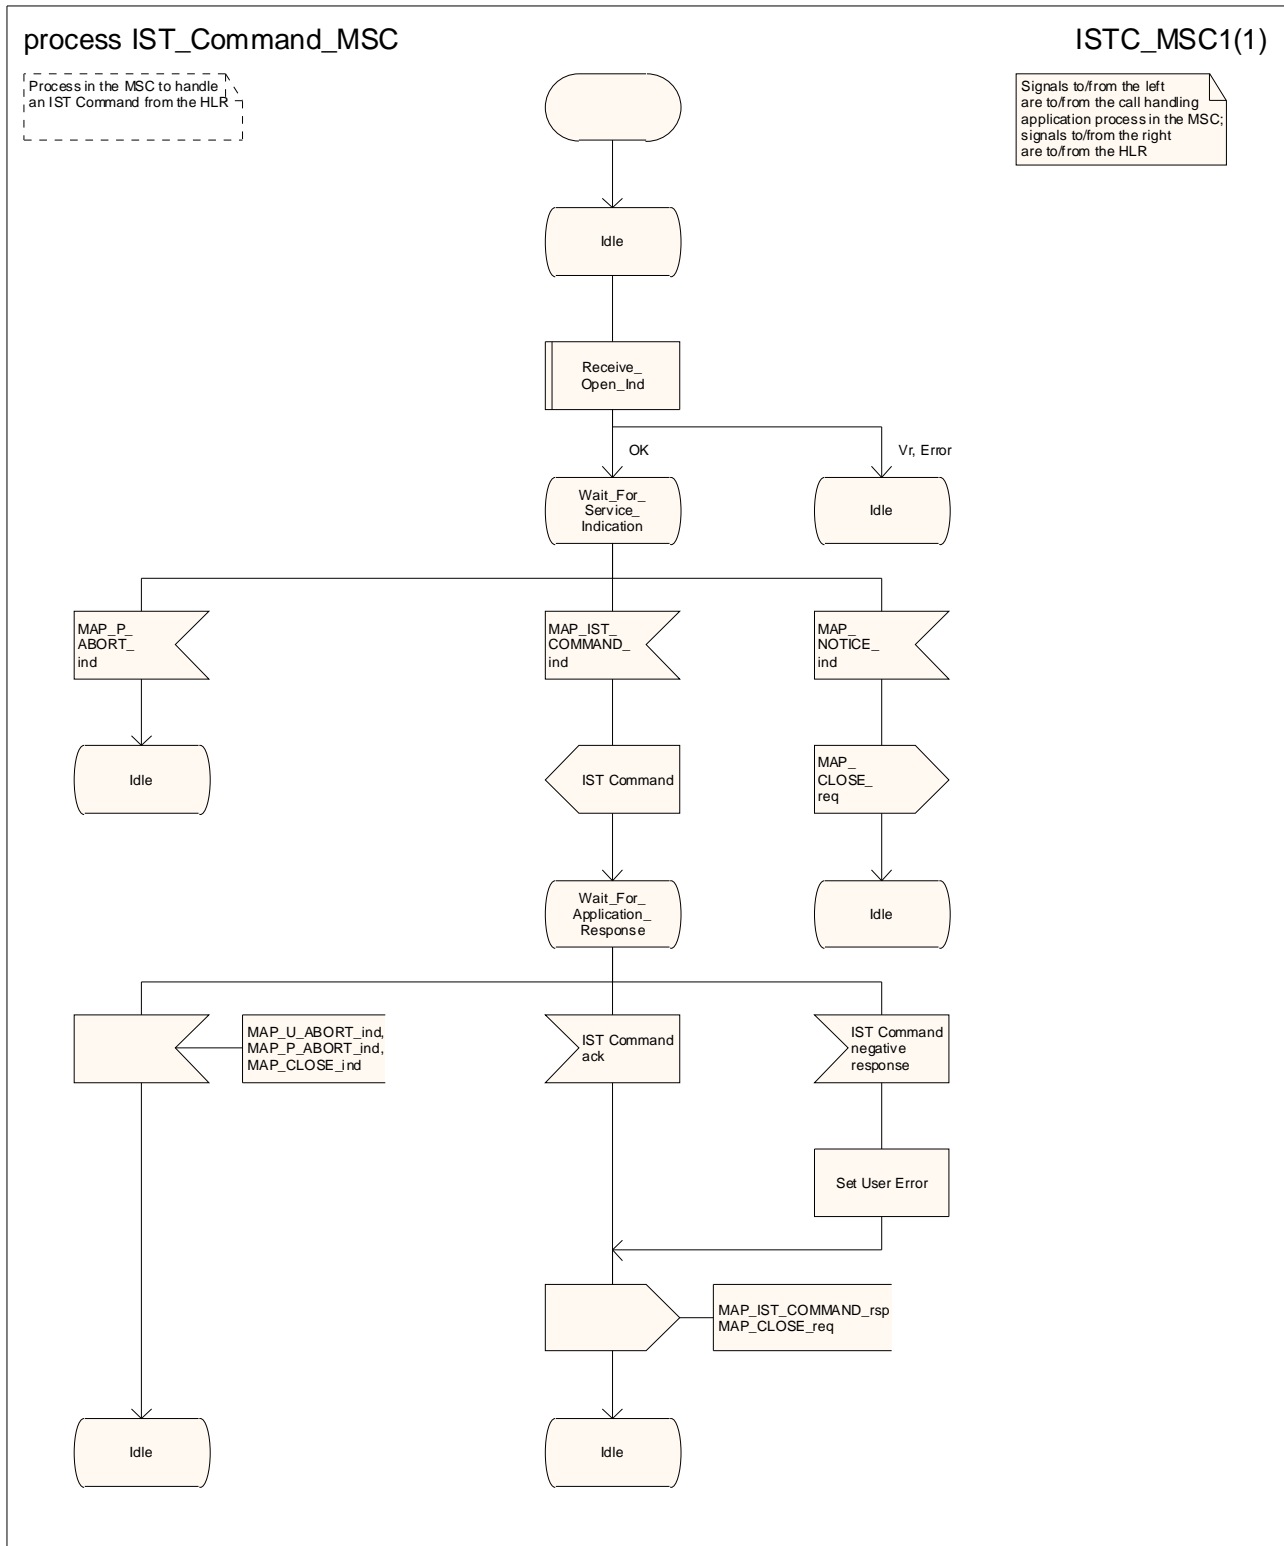 process IST_Command_MSC
ISTC_MSC1(1)
Process in the MSC to handle
an IST Command from the HLR
Signals to/from the left
are to/from the call handling
application process in the MSC;
signals to/from the right
are to/from the HLR
Idle
Receive_
Open_Ind
OK
Vr, Error
Wait_For_
Service_
Indication
Idle
MAP_P_
ABORT_
ind
MAP_IST_
COMMAND_
ind
MAP_
NOTICE_
ind
Idle
IST Command
MAP_
CLOSE_
req
Wait_For_
Application_
Response
Idle
MAP_U_ABORT_ind,
MAP_P_ABORT_ind,
MAP_CLOSE_ind
IST Command
ack
IST Command
negative
response
Set User Error
MAP_IST_COMMAND_rsp
MAP_CLOSE_req
Idle
Idle